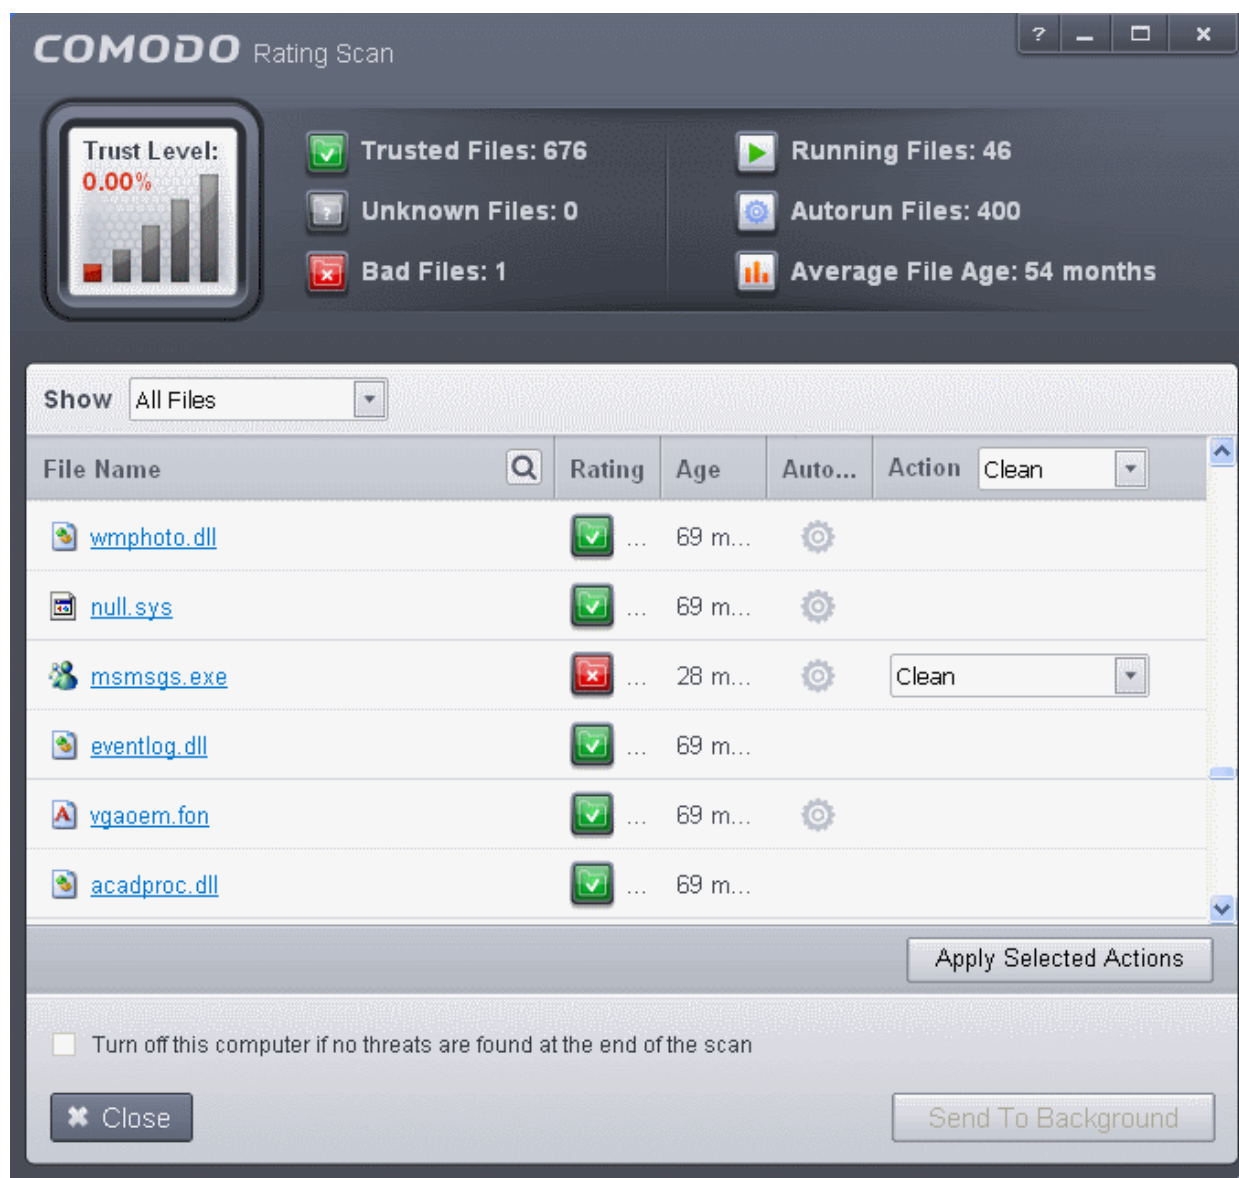 COMODO Rating Scan
?
Trust Level:
0.00%
Trusted Files: 676
Running Files: 46
Unknown Files: 0
Autorun Files: 400
Bad Files: 1
Average File Age: 54 months
Show All Files
File Name Rating Age Auto... Action Clean
wmphoto.dll ... 69 m...
null.sys ... 69 m...
msmsgs.exe ... 28 m... Clean
eventlog.dll ... 69 m...
vgaoem.fon ... 69 m...
acadproc.dll ... 69 m...
Apply Selected Actions
Turn off this computer if no threats are found at the end of the scan
Close
Send To Background